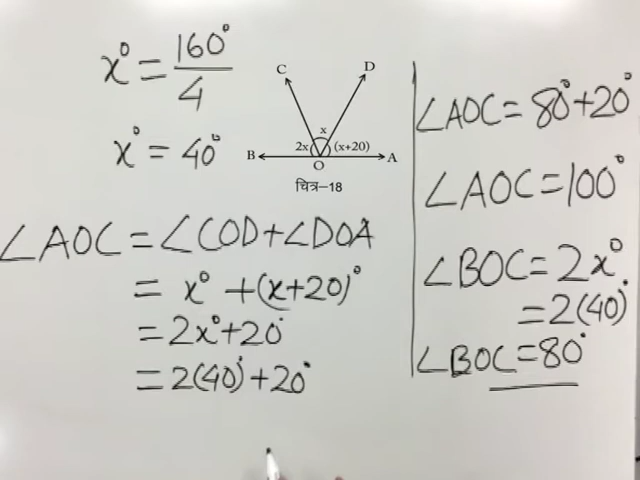 x° = 160°/4
x° = 40°
C
D
x
2x
(x+20)
B
O
A
चित्र–18
∠AOC = ∠COD + ∠DOA
= x° + (x+20)°
= 2x° + 20°
= 2(40)° + 20°
∠AOC = 80° + 20°
∠AOC = 100°
∠BOC = 2x°
= 2(40)°
∠BOC = 80°